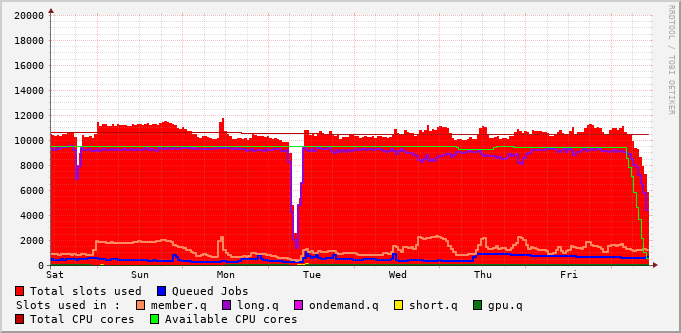 20000
18000
16000
14000
12000
10000
8000
6000
4000
2000
0
Sat Sun Mon Tue Wed Thu Fri
Total slots used Queued Jobs
Slots used in : member.q long.q ondemand.q short.q gpu.q
Total CPU cores Available CPU cores
RRDTOOL / TOBI OETIKER